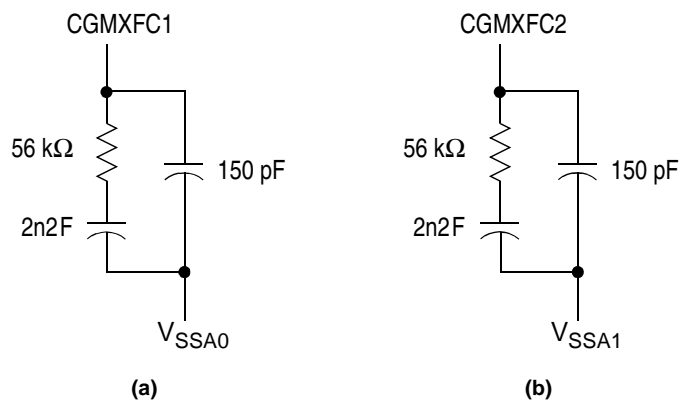 CGMXFC1
CGMXFC2
56 kΩ
150 pF
56 kΩ
150 pF
2n2F
2n2F
VSSA0
VSSA1
(a)
(b)